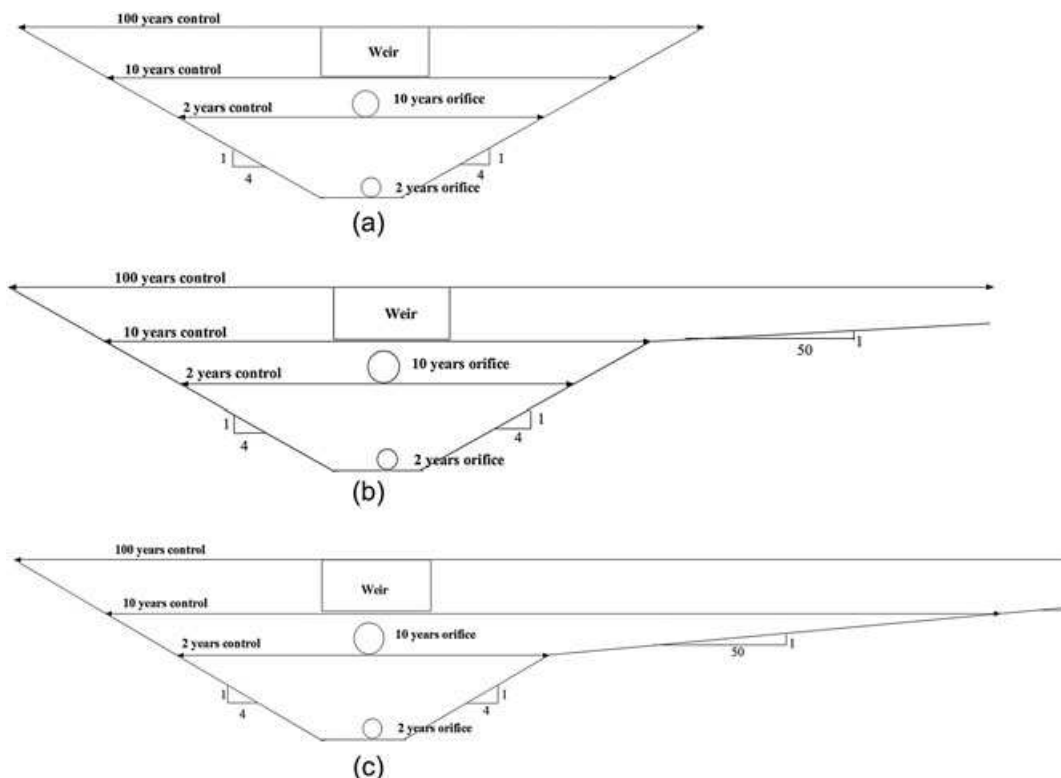 100 years control
Weir
10 years control
10 years orifice
2 years control
1
4
1
4
2 years orifice
(a)
100 years control
Weir
10 years control
1
50
10 years orifice
2 years control
1
4
1
4
2 years orifice
(b)
100 years control
Weir
10 years control
10 years orifice
2 years control
1
50
1
4
1
4
2 years orifice
(c)